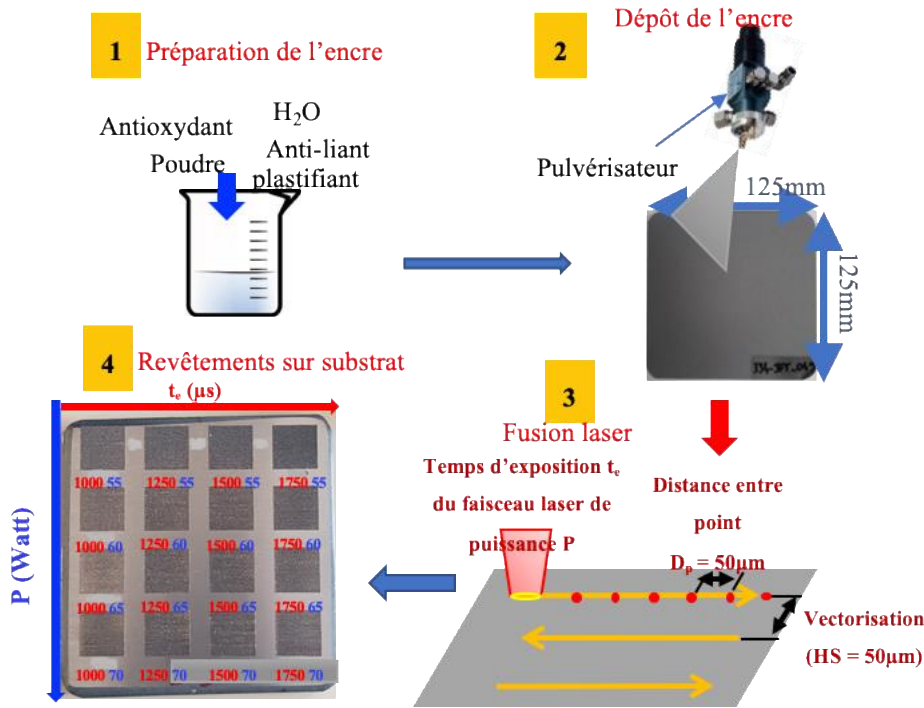 1
Préparation de l'encre
Antioxydant
Poudre
H₂O
Anti-liant
plastifiant
2
Dépôt de l'encre
Pulvérisateur
125mm
125mm
3
Fusion laser
Temps d'exposition tₑ
du faisceau laser de
puissance P
Distance entre
point
Dₚ = 50µm
Vectorisation
(HS = 50µm)
4
Revêtements sur substrat
tₑ (µs)
P (Watt)
1000 55 1250 55 1500 55 1750 55
1000 60 1250 60 1500 60 1750 60
1000 65 1250 65 1500 65 1750 65
1000 70 1250 70 1500 70 1750 70